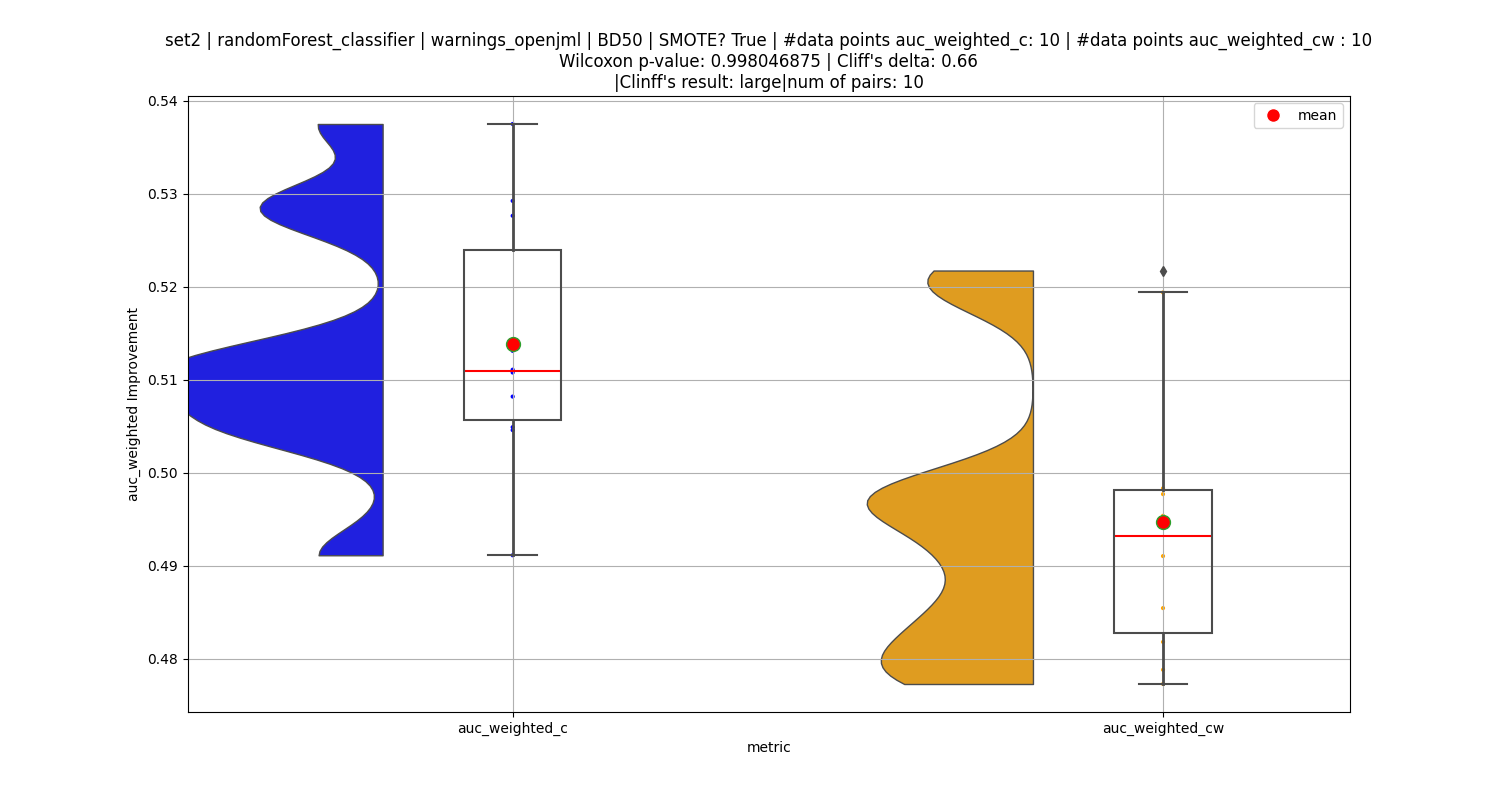 set2 | randomForest_classifier | warnings_openjml | BD50 | SMOTE? True | #data points auc_weighted_c: 10 | #data points auc_weighted_cw : 10
Wilcoxon p-value: 0.998046875 | Cliff's delta: 0.66
|Clinff's result: large|num of pairs: 10
mean
0.54
0.53
0.52
0.51
0.50
0.49
0.48
auc_weighted Improvement
auc_weighted_c
auc_weighted_cw
metric